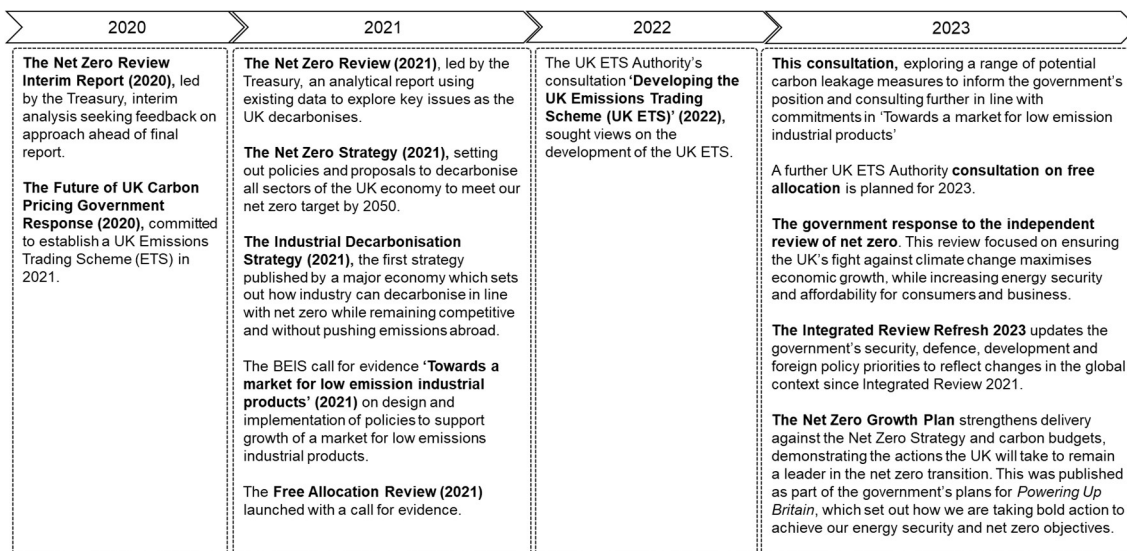 2020
2021
2022
2023
The Net Zero Review
Interim Report (2020), led
by the Treasury, interim
analysis seeking feedback on
approach ahead of final
report.
The Future of UK Carbon
Pricing Government
Response (2020), committed
to establish a UK Emissions
Trading Scheme (ETS) in
2021.
The Net Zero Review (2021), led by the
Treasury, an analytical report using
existing data to explore key issues as the
UK decarbonises.
The Net Zero Strategy (2021), setting
out policies and proposals to decarbonise
all sectors of the UK economy to meet our
net zero target by 2050.
The Industrial Decarbonisation
Strategy (2021), the first strategy
published by a major economy which sets
out how industry can decarbonise in line
with net zero while remaining competitive
and without pushing emissions abroad.
The BEIS call for evidence ‘Towards a
market for low emission industrial
products’ (2021) on design and
implementation of policies to support
growth of a market for low emissions
industrial products.
The Free Allocation Review (2021)
launched with a call for evidence.
The UK ETS Authority’s
consultation ‘Developing the
UK Emissions Trading
Scheme (UK ETS)’ (2022),
sought views on the
development of the UK ETS.
This consultation, exploring a range of potential
carbon leakage measures to inform the government’s
position and consulting further in line with
commitments in ‘Towards a market for low emission
industrial products’
A further UK ETS Authority consultation on free
allocation is planned for 2023.
The government response to the independent
review of net zero. This review focused on ensuring
the UK’s fight against climate change maximises
economic growth, while increasing energy security
and affordability for consumers and business.
The Integrated Review Refresh 2023 updates the
government’s security, defence, development and
foreign policy priorities to reflect changes in the global
context since Integrated Review 2021.
The Net Zero Growth Plan strengthens delivery
against the Net Zero Strategy and carbon budgets,
demonstrating the actions the UK will take to remain
a leader in the net zero transition. This was published
as part of the government’s plans for Powering Up
Britain, which set out how we are taking bold action to
achieve our energy security and net zero objectives.